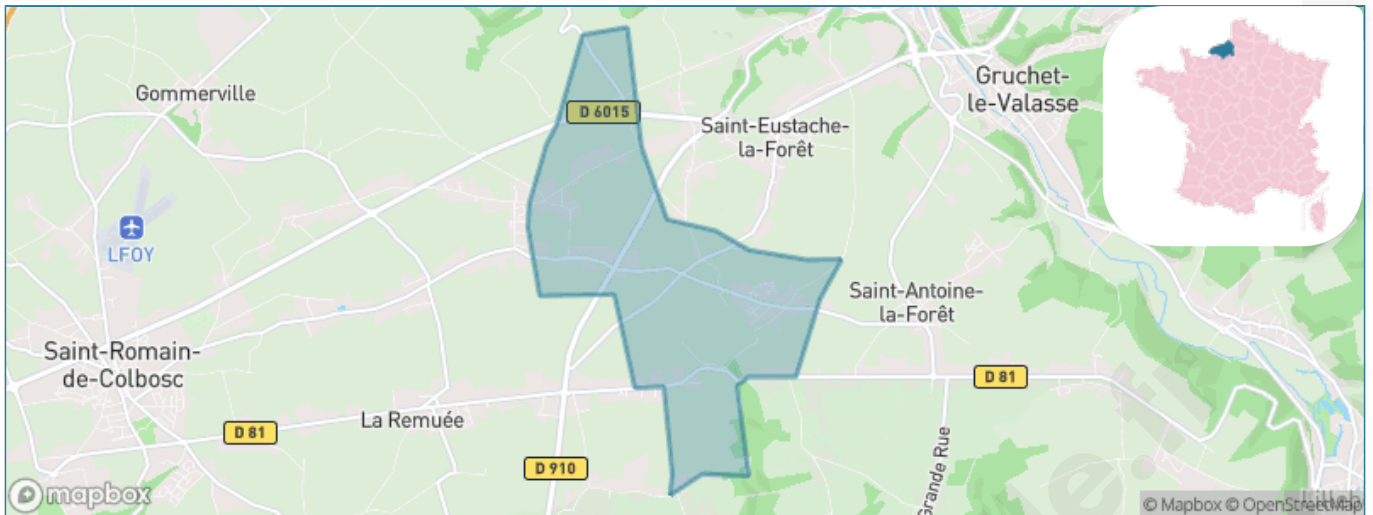 Gommerville
D 6015
Saint-Eustache-
la-Forêt
Gruchet-
le-Valasse
LFOY
Saint-Antoine-
la-Forêt
Saint-Romain-
de-Colbosc
D 81
La Remuée
D 81
D 910
Grande Rue
mapbox
© Mapbox © OpenStreetMap